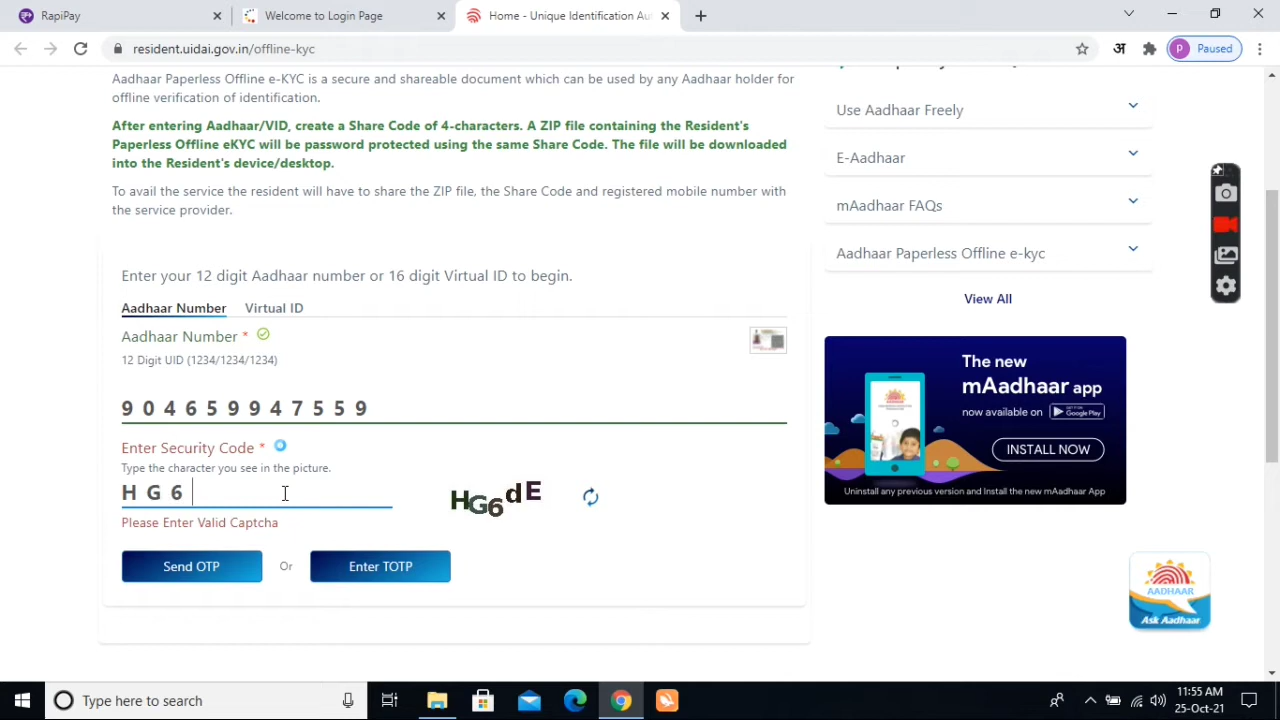 RapiPay
Welcome to Login Page
Home - Unique Identification Au
resident.uidai.gov.in/offline-kyc
अ
P
Paused
Aadhaar Paperless Offline e-KYC is a secure and shareable document which can be used by any Aadhaar holder for
offline verification of identification.
After entering Aadhaar/VID, create a Share Code of 4-characters. A ZIP file containing the Resident's
Paperless Offline eKYC will be password protected using the same Share Code. The file will be downloaded
into the Resident's device/desktop.
To avail the service the resident will have to share the ZIP file, the Share Code and registered mobile number with
the service provider.
Enter your 12 digit Aadhaar number or 16 digit Virtual ID to begin.
Aadhaar Number Virtual ID
Aadhaar Number *
12 Digit UID (1234/1234/1234)
9 0 4 6 5 9 9 4 7 5 5 9
Enter Security Code *
Type the character you see in the picture.
H G 6
HG6dE
Please Enter Valid Captcha
Send OTP Or Enter TOTP
Use Aadhaar Freely
E-Aadhaar
mAadhaar FAQs
Aadhaar Paperless Offline e-kyc
View All
The new
mAadhaar app
now available on Google Play
INSTALL NOW
Uninstall any previous version and Install the new mAadhaar App
AADHAAR
Ask Aadhaar
Type here to search
11:55 AM
25-Oct-21